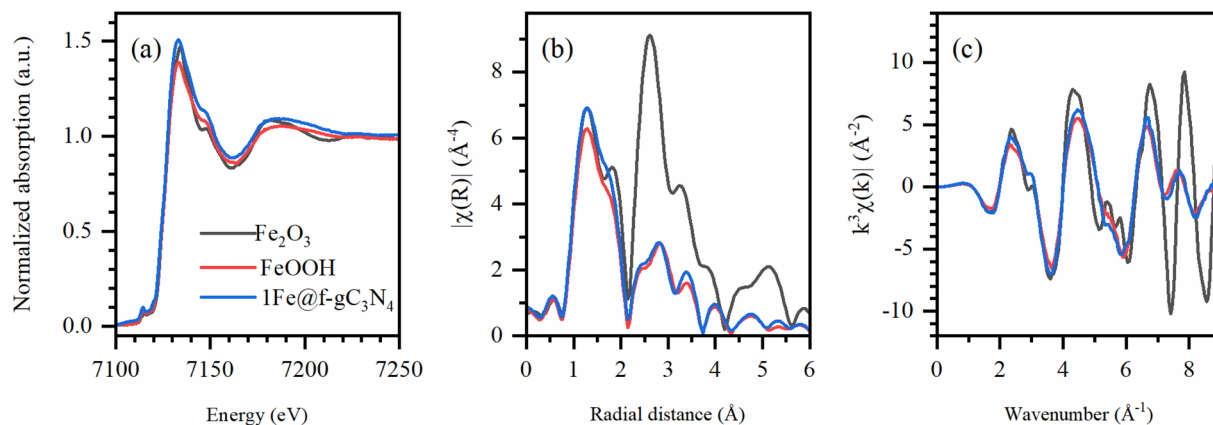 Normalized absorption (a.u.)
1.5
1.0
0.5
0.0
(a)
Fe₂O₃
FeOOH
1Fe@f-gC₃N₄
7100 7150 7200 7250
Energy (eV)
|χ(R)| (Å⁻⁴)
8
6
4
2
0
(b)
0 1 2 3 4 5 6
Radial distance (Å)
k³χ(k)| (Å⁻²)
10
5
0
-5
-10
(c)
0 2 4 6 8
Wavenumber (Å⁻¹)